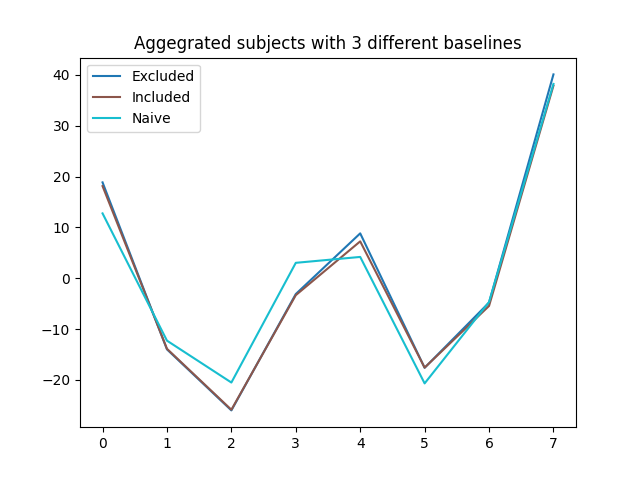 Aggegrated subjects with 3 different baselines
Excluded
Included
Naive
40
30
20
10
0
−10
−20
0 1 2 3 4 5 6 7